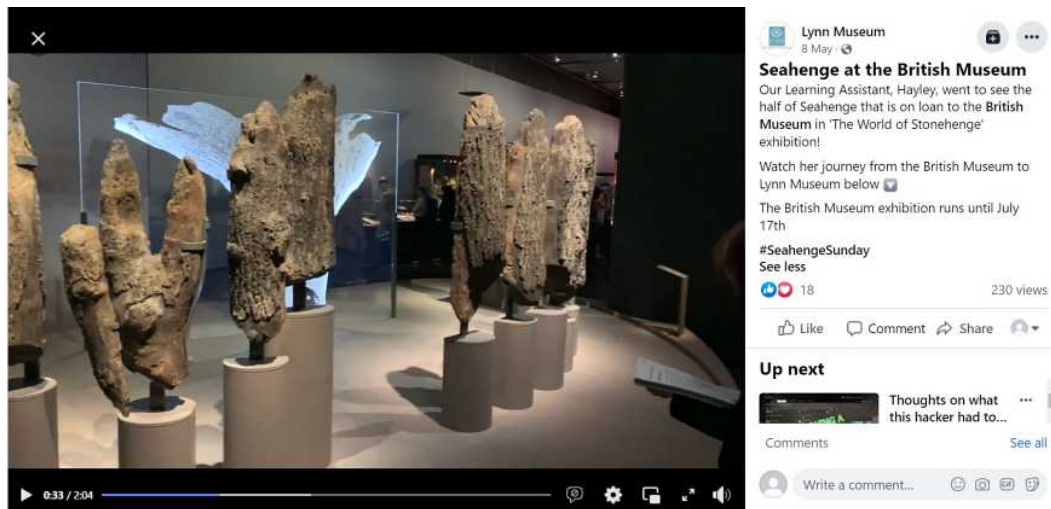 Lynn Museum
8 May
Seahenge at the British Museum
Our Learning Assistant, Hayley, went to see the
half of Seahenge that is on loan to the British
Museum in 'The World of Stonehenge'
exhibition!
Watch her journey from the British Museum to
Lynn Museum below
The British Museum exhibition runs until July
17th
#SeahengeSunday
See less
18
230 views
Like
Comment
Share
Up next
Thoughts on what
this hacker had to...
Comments
See all
Write a comment...
GIF
0:33 / 2:04